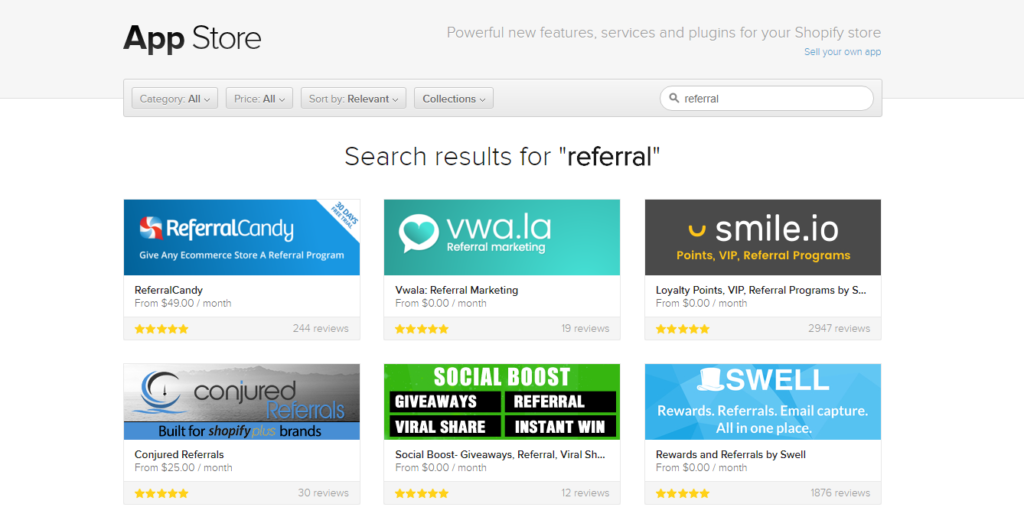 App Store
Powerful new features, services and plugins for your Shopify store
Sell your own app
Category: All
Price: All
Sort by: Relevant
Collections
referral
Search results for "referral"
ReferralCandy
30 DAYS
FREE TRIAL
Give Any Ecommerce Store A Referral Program
ReferralCandy
From $49.00 / month
244 reviews
vwa.la
Referral marketing
Vwala: Referral Marketing
From $0.00 / month
19 reviews
smile.io
Points, VIP, Referral Programs
Loyalty Points, VIP, Referral Programs by S...
From $0.00 / month
2947 reviews
conjured
Referrals
Built for shopifyplus brands
Conjured Referrals
From $25.00 / month
30 reviews
SOCIAL BOOST
GIVEAWAYS REFERRAL
VIRAL SHARE INSTANT WIN
Social Boost- Giveaways, Referral, Viral Sh...
From $0.00 / month
12 reviews
SWELL
Rewards. Referrals. Email capture.
All in one place.
Rewards and Referrals by Swell
From $0.00 / month
1876 reviews